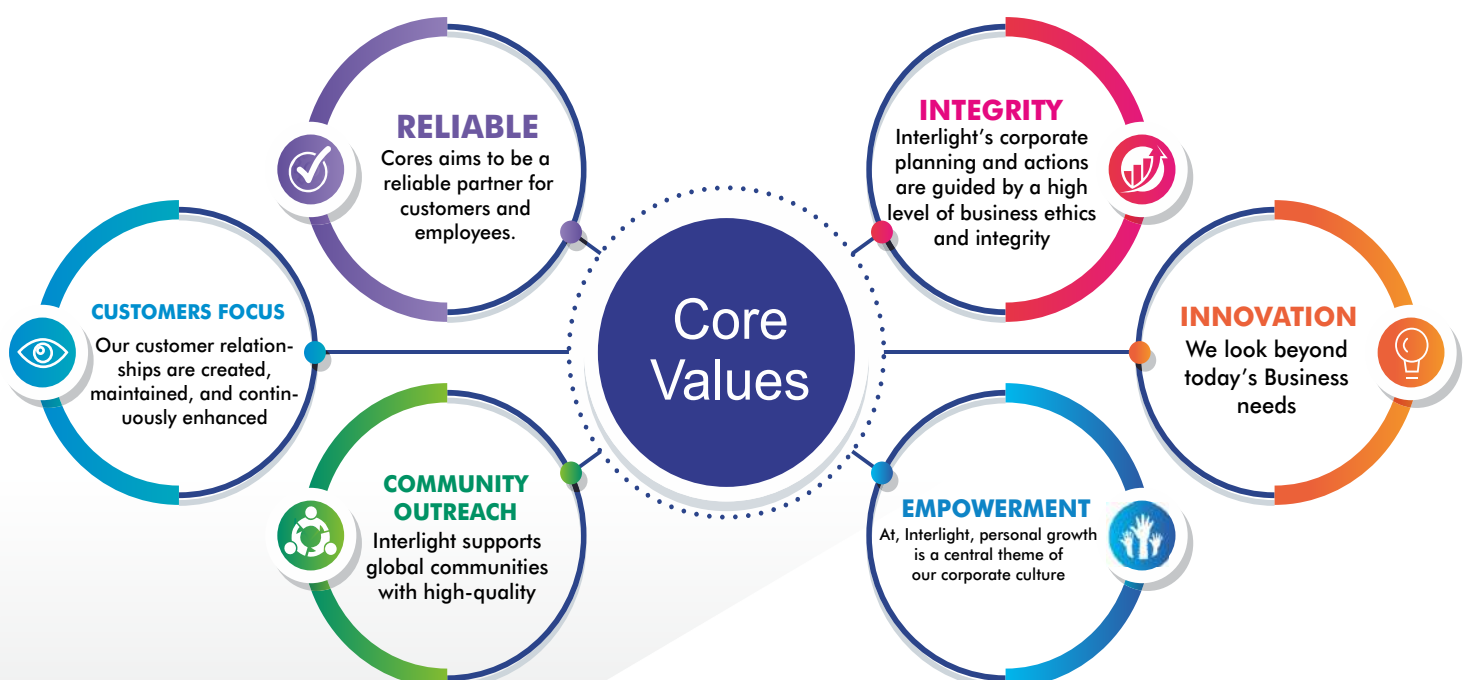 RELIABLE
Cores aims to be a
reliable partner for
customers and
employees.
INTEGRITY
Interlight's corporate
planning and actions
are guided by a high
level of business ethics
and integrity
CUSTOMERS FOCUS
Our customer relation-
ships are created,
maintained, and contin-
uously enhanced
Core
Values
INNOVATION
We look beyond
today's Business
needs
COMMUNITY
OUTREACH
Interlight supports
global communities
with high-quality
EMPOWERMENT
At, Interlight, personal growth
is a central theme of
our corporate culture